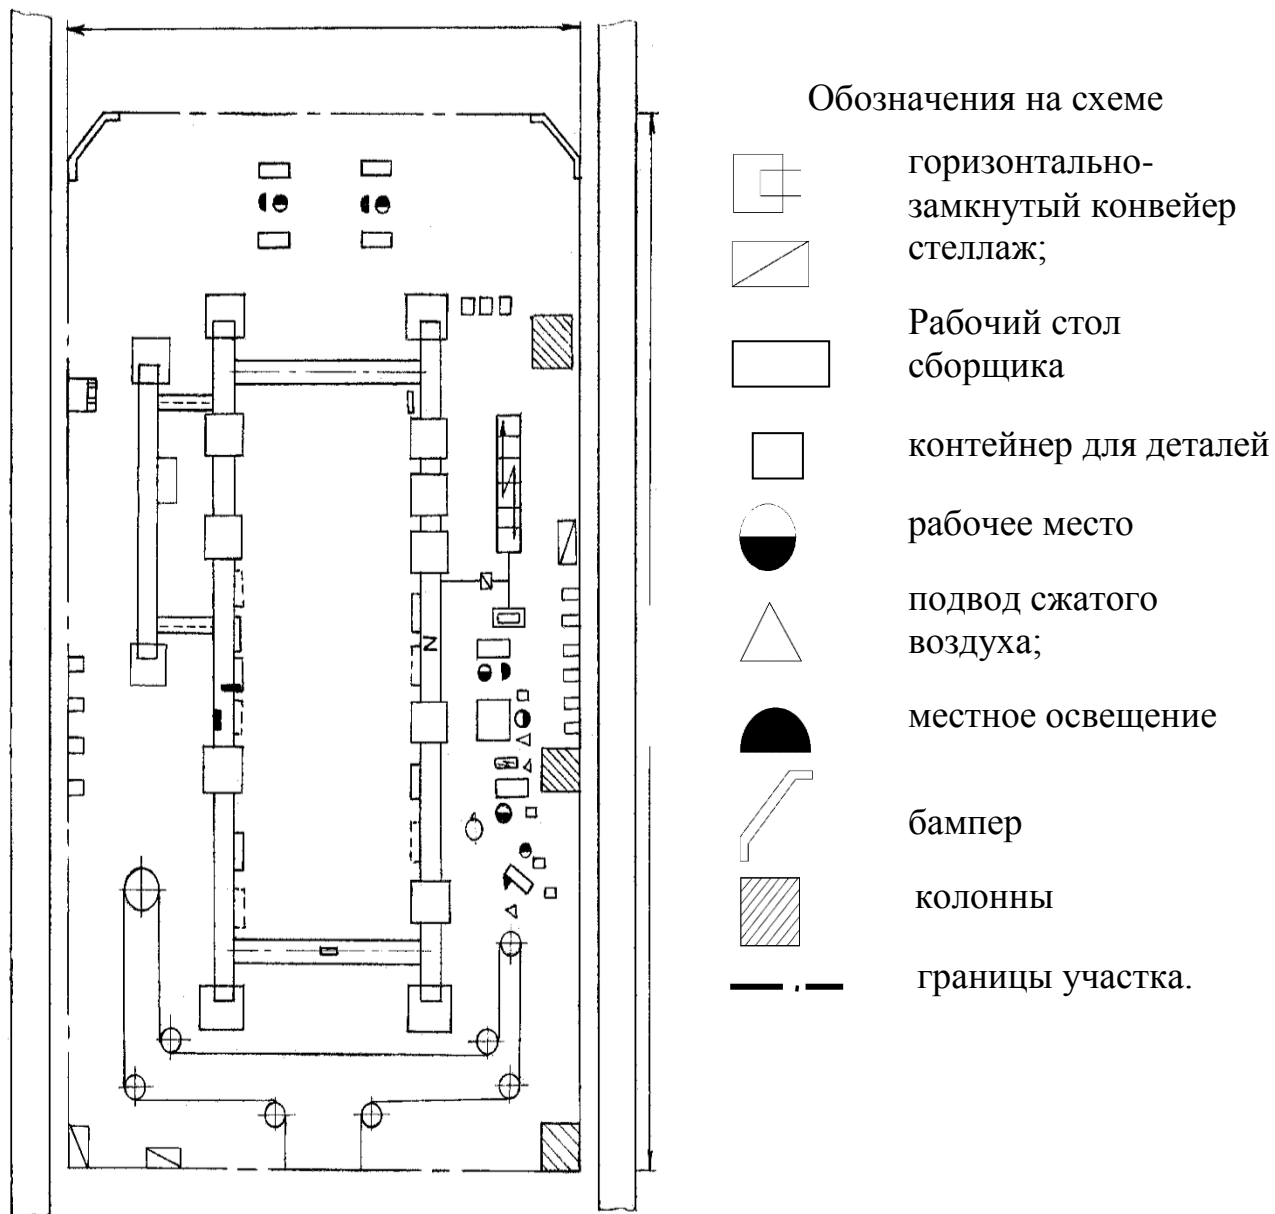 Обозначения на схеме
горизонтально-
замкнутый конвейер
стеллаж;
Рабочий стол
сборщика
контейнер для деталей
рабочее место
подвод сжатого
воздуха;
местное освещение
бампер
колонны
границы участка.